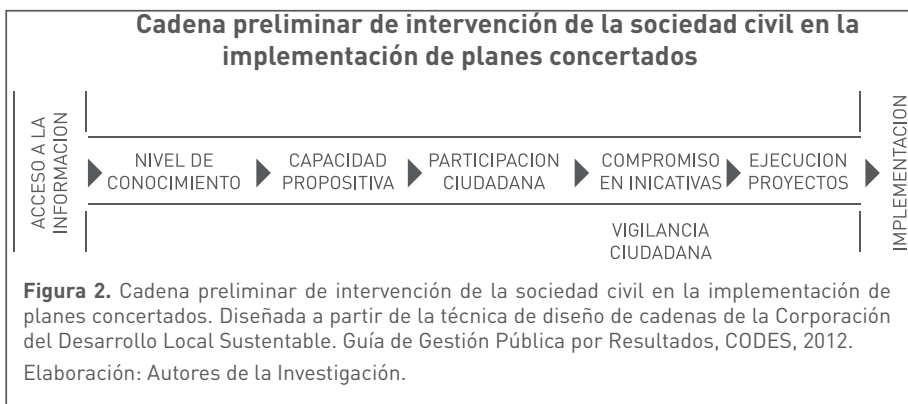 Cadena preliminar de intervención de la sociedad civil en la
implementación de planes concertados
ACCESO A LA
INFORMACION
NIVEL DE
CONOCIMIENTO
CAPACIDAD
PROPOSITIVA
PARTICIPACION
CIUDADANA
COMPROMISO
EN INICATIVAS
EJECUCION
PROYECTOS
IMPLEMENTACION
VIGILANCIA
CIUDADANA
Figura 2. Cadena preliminar de intervención de la sociedad civil en la implementación de
planes concertados. Diseñada a partir de la técnica de diseño de cadenas de la Corporación
del Desarrollo Local Sustentable. Guía de Gestión Pública por Resultados, CODES, 2012.
Elaboración: Autores de la Investigación.